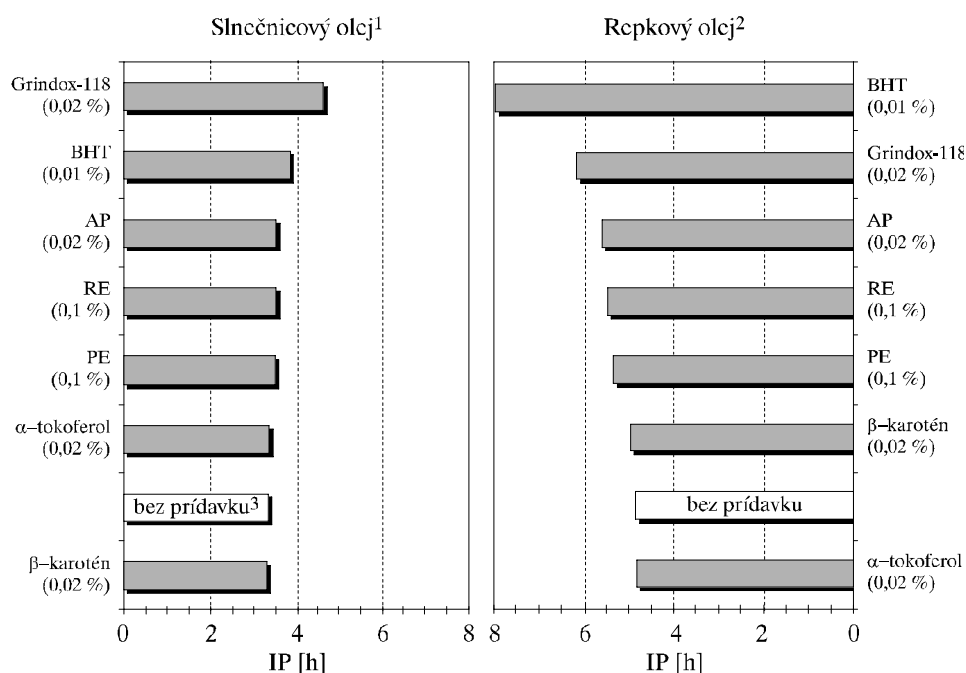 Slnečnicový olej1
Grindox-118
(0,02 %)
BHT
(0,01 %)
AP
(0,02 %)
RE
(0,1 %)
PE
(0,1 %)
α–tokoferol
(0,02 %)
bez prídavku3
β–karotén
(0,02 %)
0 2 4 6 8
IP [h]
Repkový olej2
BHT
(0,01 %)
Grindox-118
(0,02 %)
AP
(0,02 %)
RE
(0,1 %)
PE
(0,1 %)
β–karotén
(0,02 %)
bez prídavku
α–tokoferol
(0,02 %)
8 6 4 2 0
IP [h]